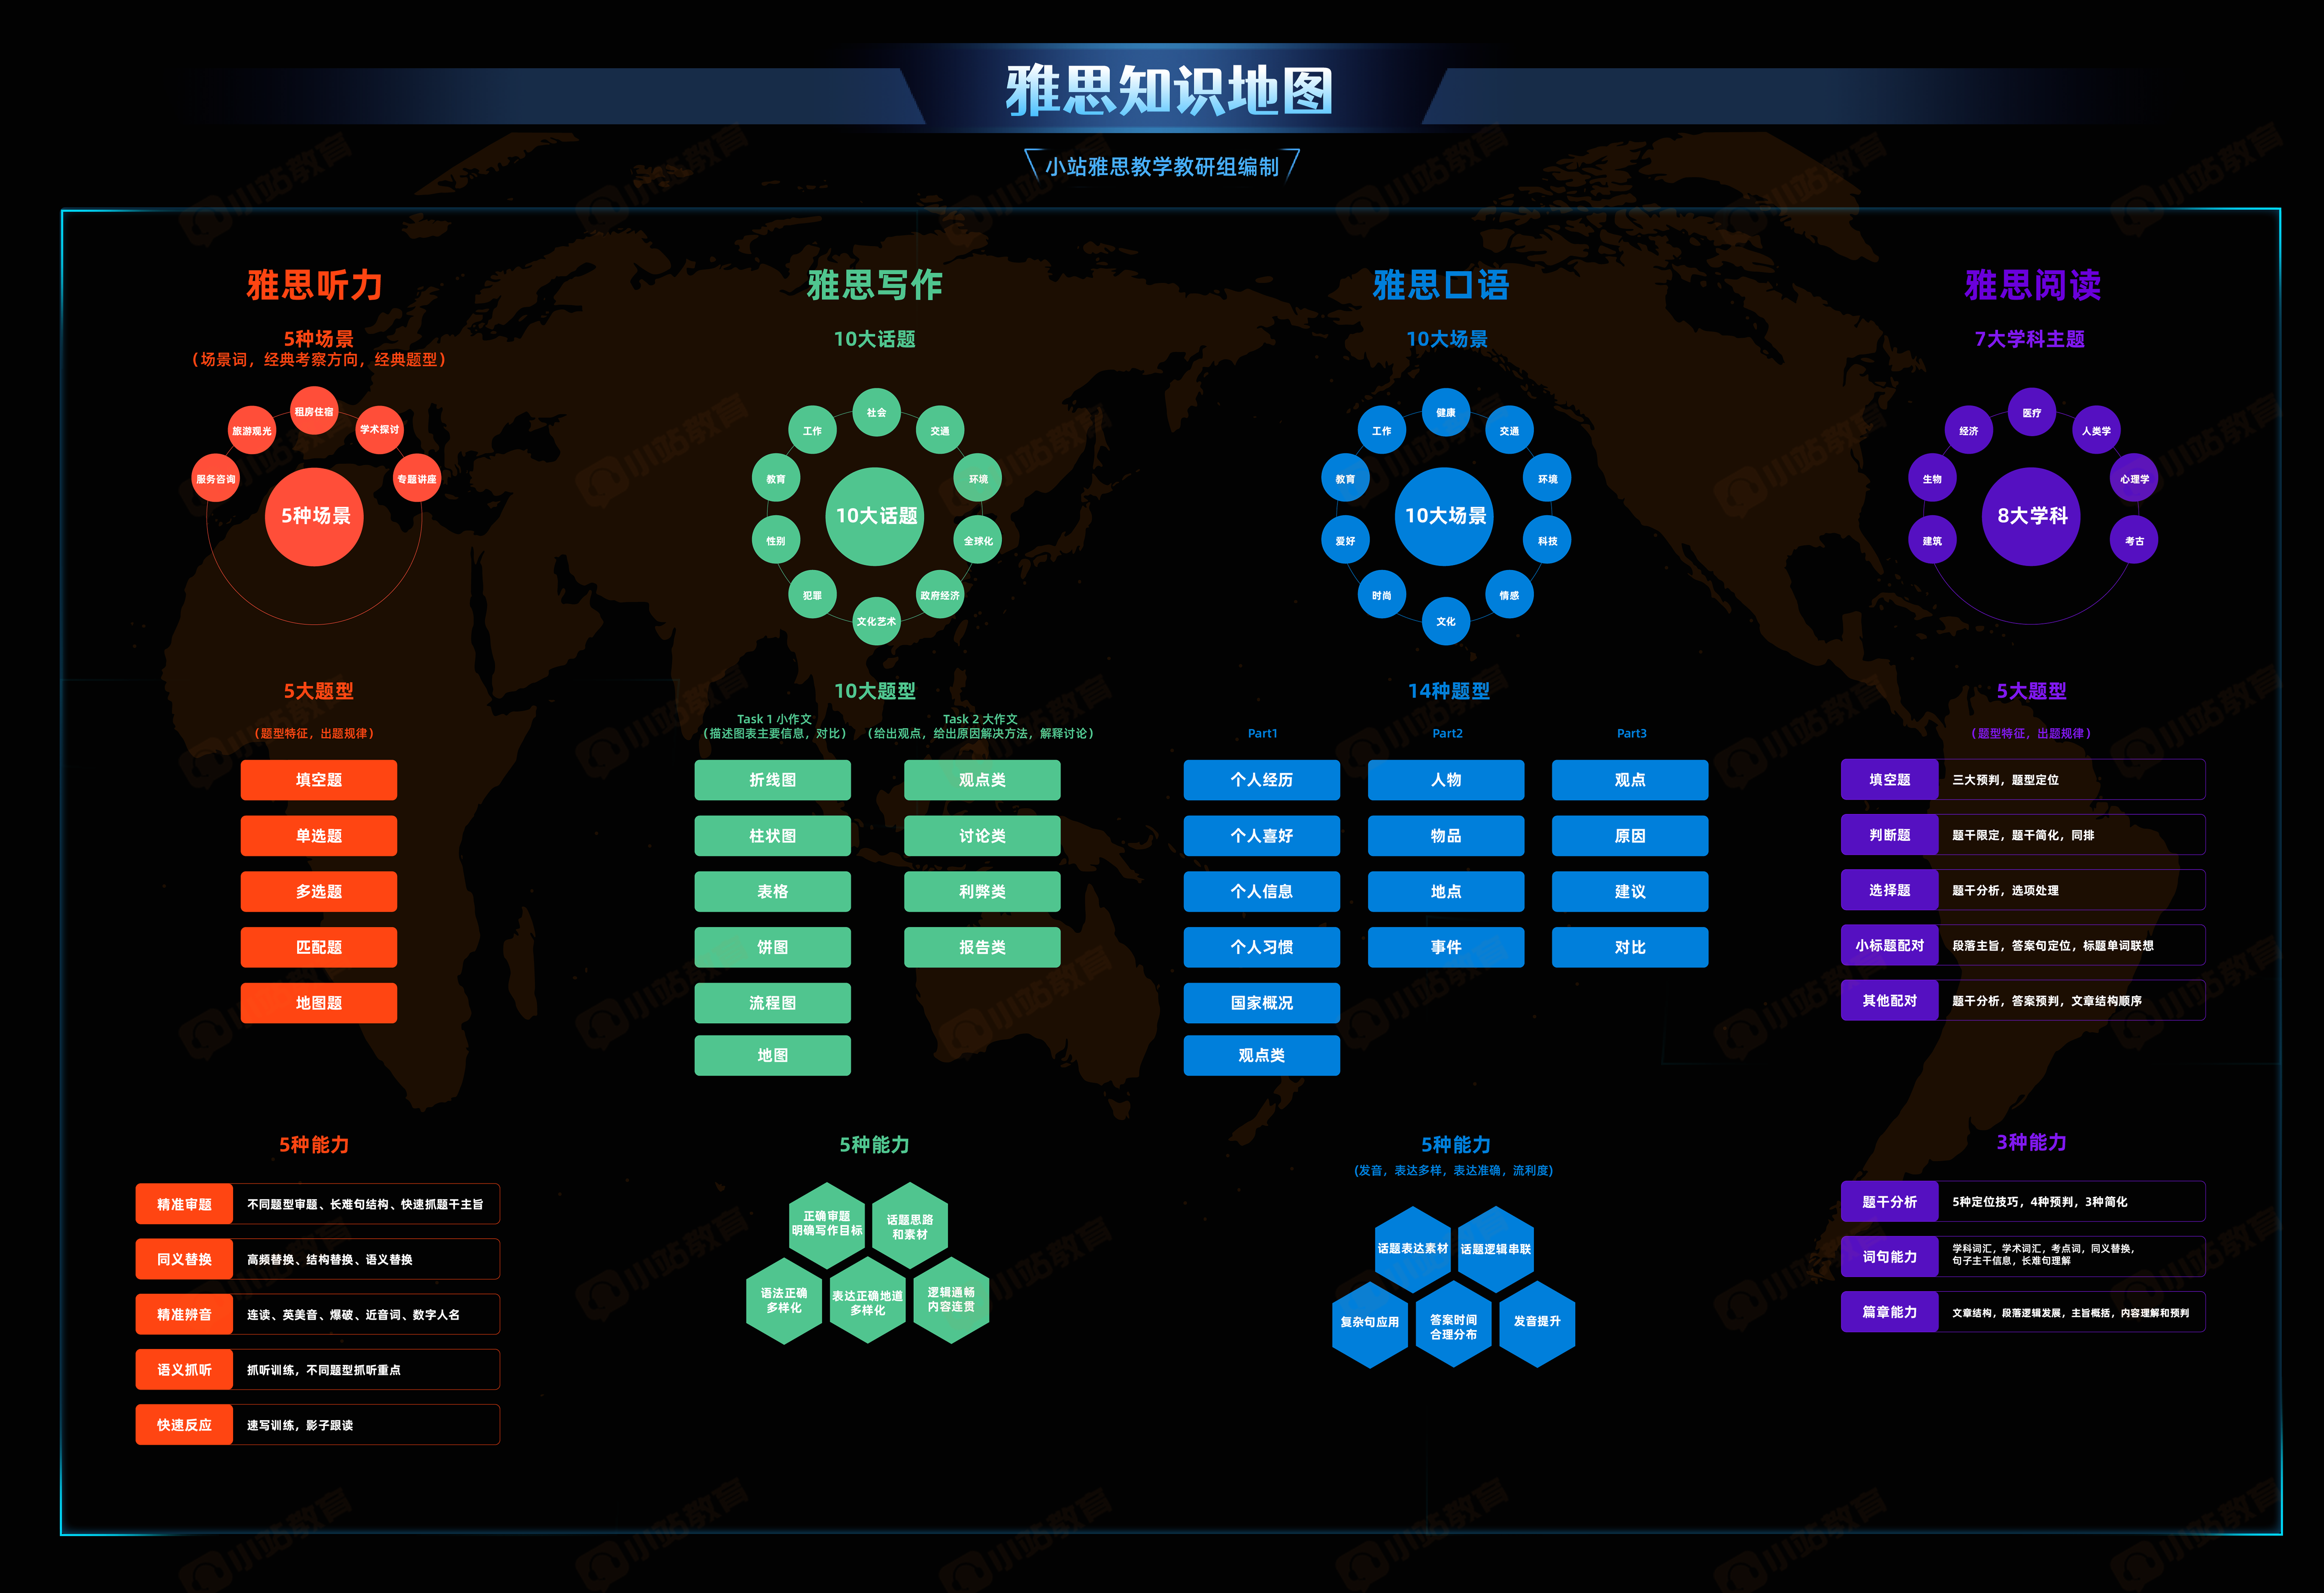 雅思知识地图
小站雅思教学教研组编制
雅思听力
5种场景
（场景词，经典考察方向，经典题型）
租房住宿
旅游观光
学术探讨
服务咨询
专题讲座
5种场景
5大题型
（题型特征，出题规律）
填空题
单选题
多选题
匹配题
地图题
5种能力
精准审题
不同题型审题、长难句结构、快速抓题干主旨
同义替换
高频替换、结构替换、语义替换
精准辨音
连读、英美音、爆破、近音词、数字人名
语义抓听
抓听训练，不同题型抓听重点
快速反应
速写训练，影子跟读
雅思写作
10大话题
社会
工作
交通
教育
环境
10大话题
性别
全球化
犯罪
政府经济
文化艺术
10大题型
Task 1 小作文
（描述图表主要信息，对比）
Task 2 大作文
（给出观点，给出原因解决方法，解释讨论）
折线图
柱状图
表格
饼图
流程图
地图
观点类
讨论类
利弊类
报告类
5种能力
正确审题
明确写作目标
话题思路
和素材
语法正确
多样化
表达正确地道
多样化
逻辑通畅
内容连贯
雅思口语
10大场景
健康
工作
交通
教育
环境
10大场景
爱好
科技
时尚
情感
文化
14种题型
Part1
个人经历
个人喜好
个人信息
个人习惯
国家概况
观点类
Part2
人物
物品
地点
事件
Part3
观点
原因
建议
对比
5种能力
(发音，表达多样，表达准确，流利度)
话题表达素材
话题逻辑串联
复杂句应用
答案时间
合理分布
发音提升
雅思阅读
7大学科主题
医疗
经济
人类学
生物
心理学
8大学科
建筑
考古
5大题型
（题型特征，出题规律）
填空题
三大预判，题型定位
判断题
题干限定，题干简化，同排
选择题
题干分析，选项处理
小标题配对
段落主旨，答案句定位，标题单词联想
其他配对
题干分析，答案预判，文章结构顺序
3种能力
题干分析
5种定位技巧，4种预判，3种简化
词句能力
学科词汇，学术词汇，考点词，同义替换，
句子主干信息，长难句理解
篇章能力
文章结构，段落逻辑发展，主旨概括，内容理解和预判
小站教育